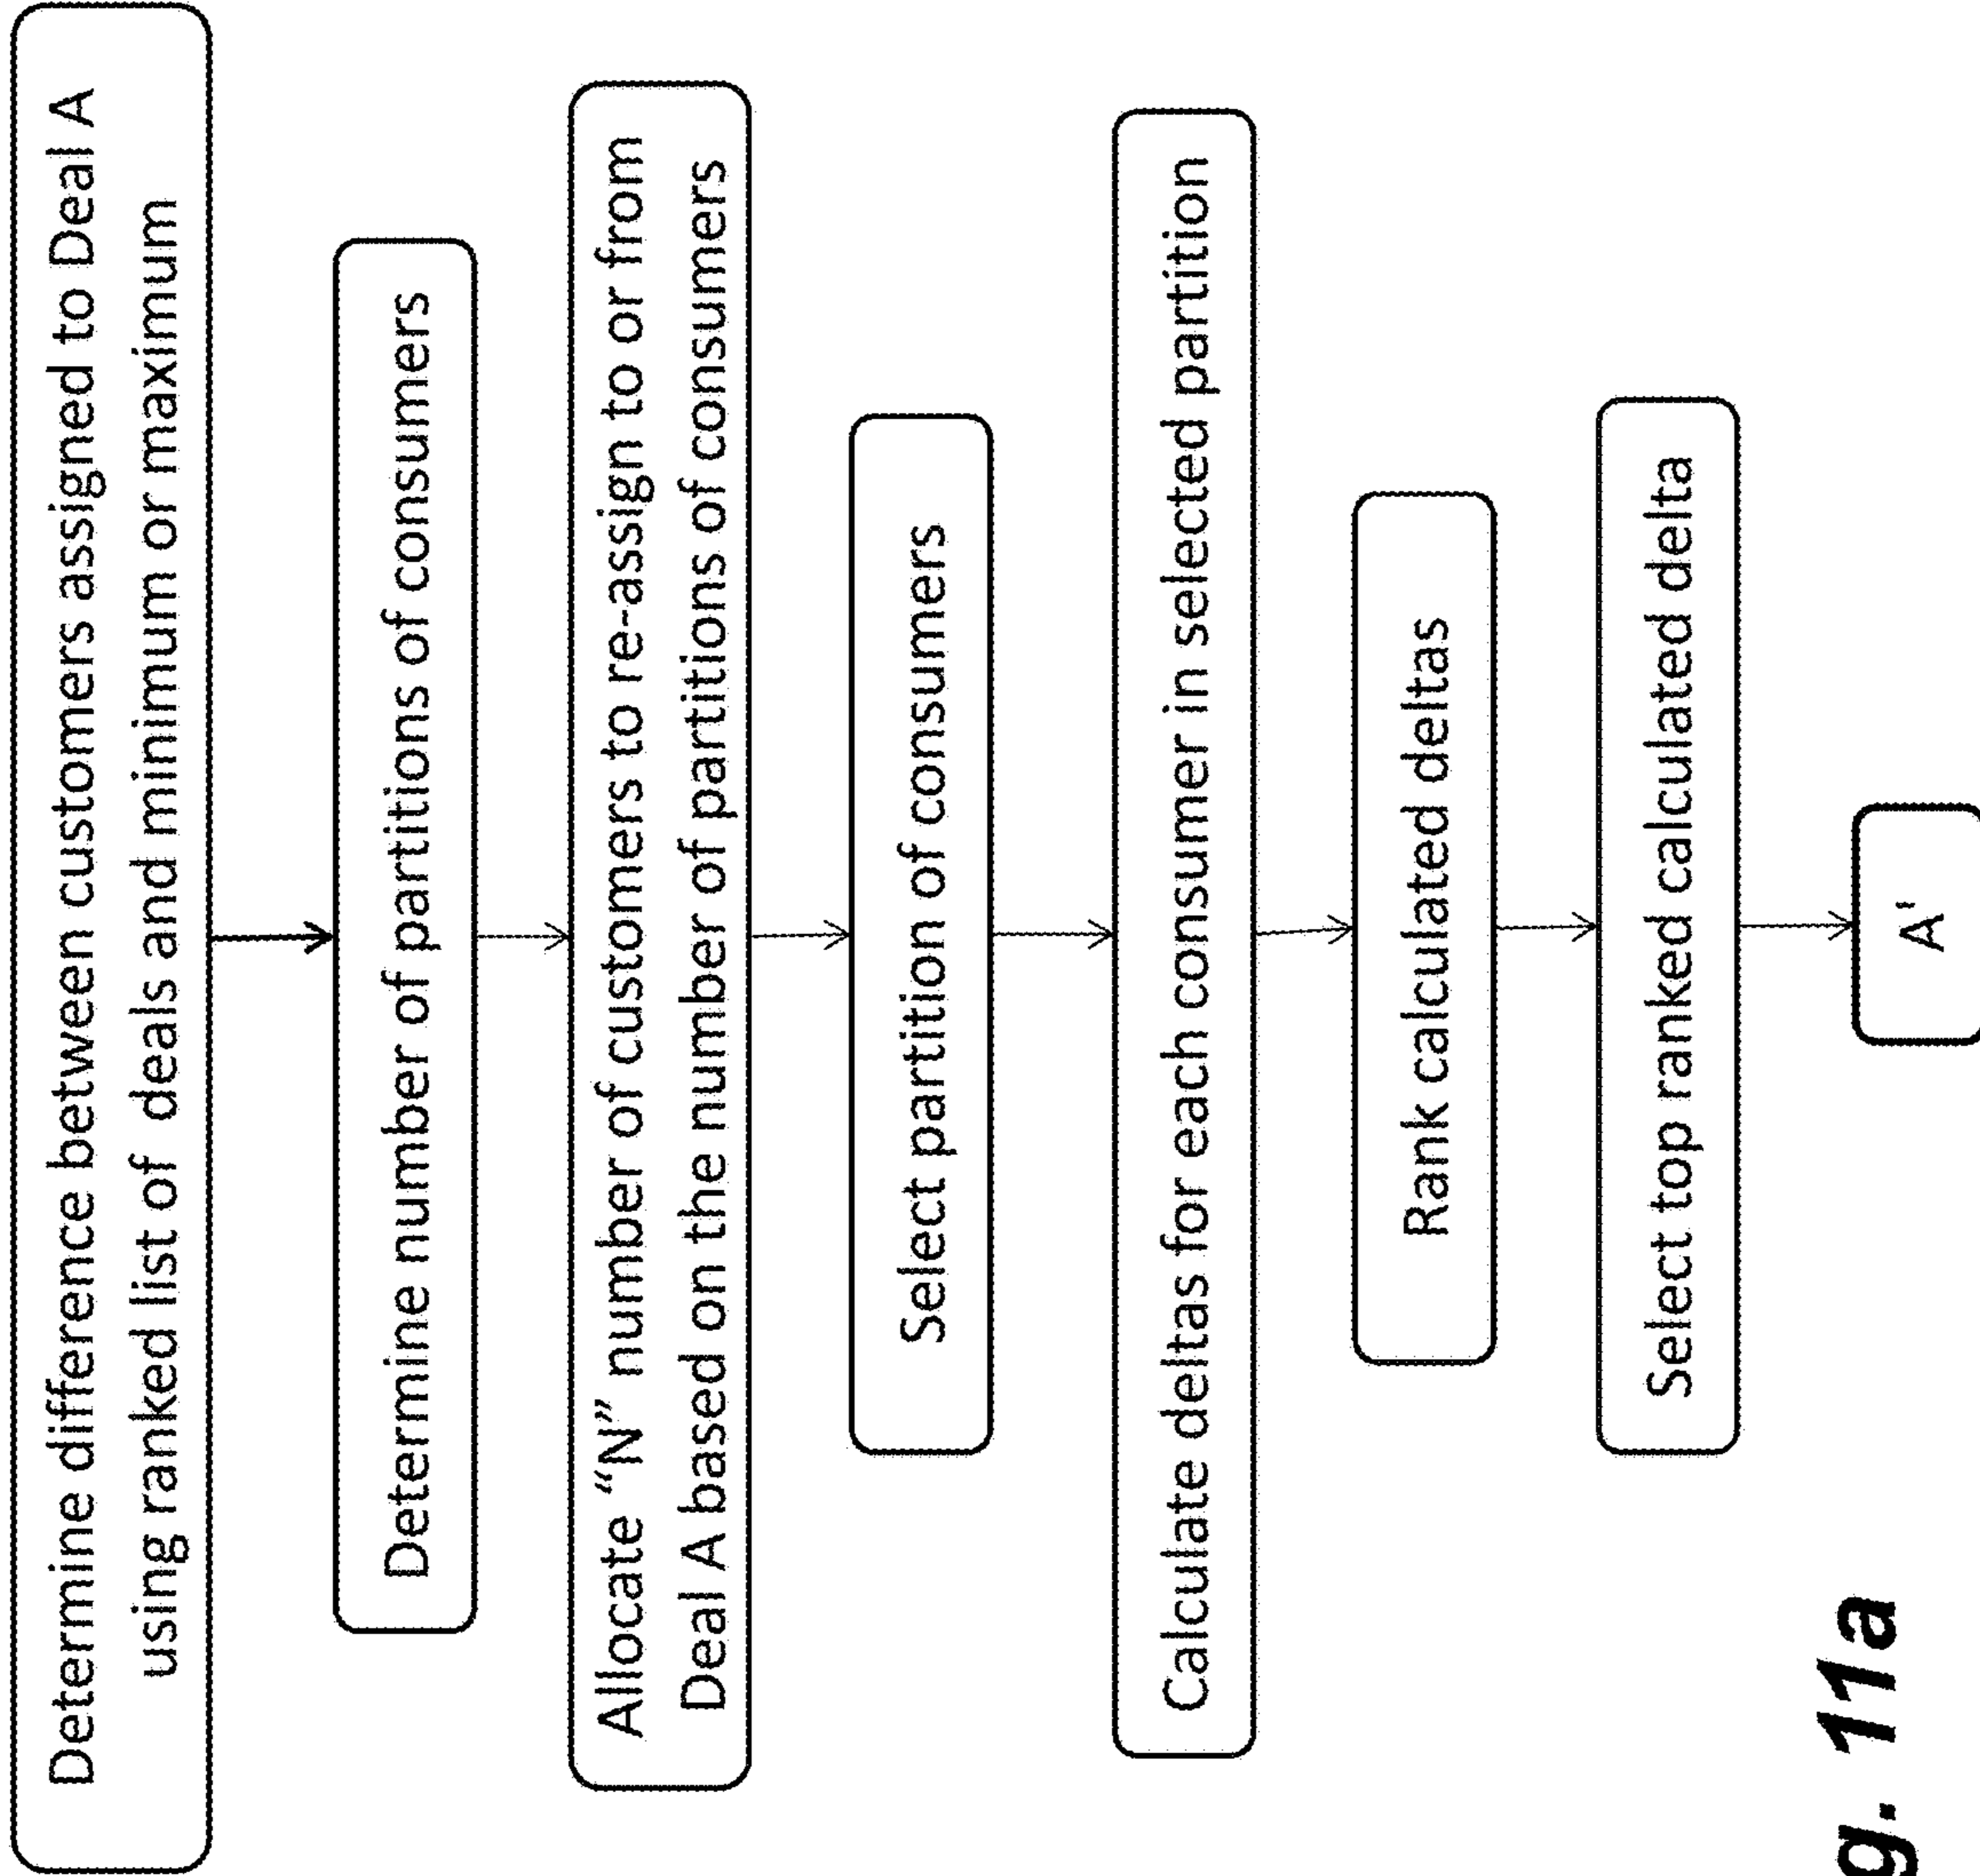 Determine difference between customers assigned to Deal A
using ranked list of deals and minimum or maximum
Determine number of partitions of consumers
Allocate “N” number of customers to re-assign to or from
Deal A based on the number of partitions of consumers
Select partition of consumers
Calculate deltas for each consumer in selected partition
Rank calculated deltas
Select top ranked calculated delta
A'
g. 11a